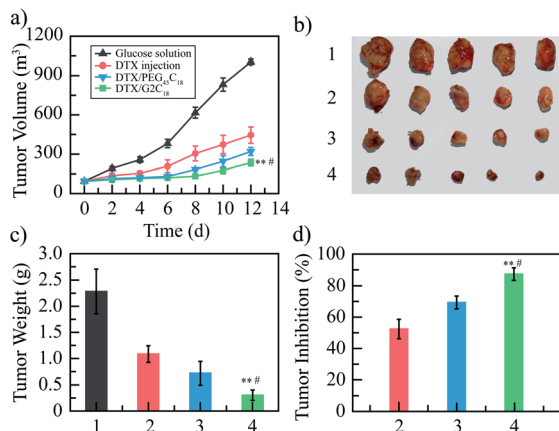 a)
Tumor Volume (m³)
1200
900
600
300
0
Glucose solution
DTX injection
DTX/PEG₄₅C₁₈
DTX/G2C₁₈
** #
0 2 4 6 8 10 12 14
Time (d)
b)
1
2
3
4
c)
Tumor Weight (g)
3.0
2.5
2.0
1.5
1.0
0.5
0
** #
1 2 3 4
d)
Tumor Inhibition (%)
100
80
60
40
20
0
** #
2 3 4